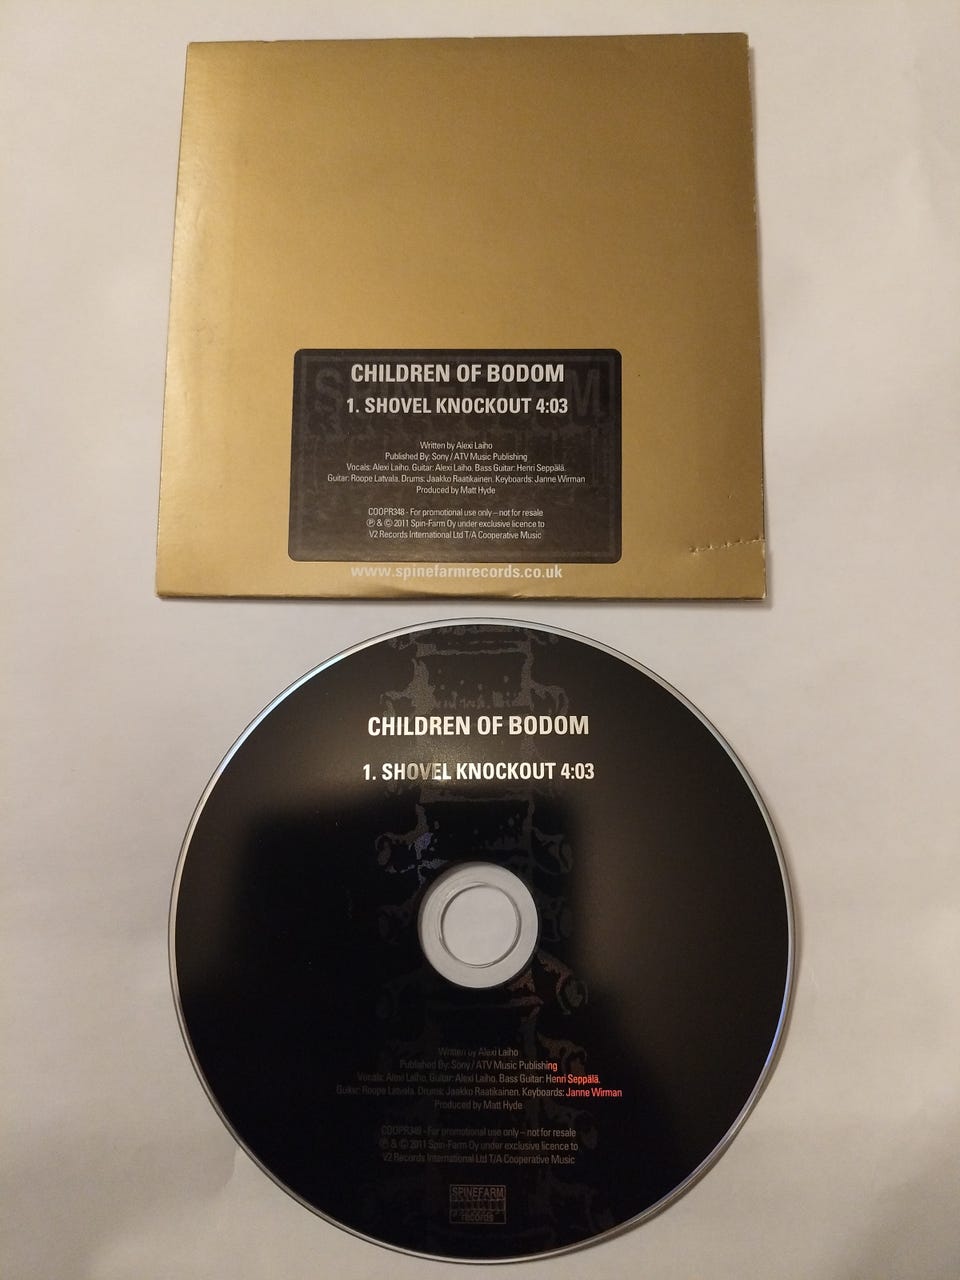 SPINEFARM
CHILDREN OF BODOM
1. SHOVEL KNOCKOUT 4:03
Written by Alexi Laiho
Published By: Sony / ATV Music Publishing
Vocals: Alexi Laiho. Guitar: Alexi Laiho. Bass Guitar: Henri Seppälä.
Guitar: Roope Latvala. Drums: Jaakko Raatikainen. Keyboards: Janne Wirman
Produced by Matt Hyde
COOPR348 - For promotional use only – not for resale
℗ & © 2011 Spin-Farm Oy under exclusive licence to
V2 Records International Ltd T/A Cooperative Music
www.spinefarmrecords.co.uk
CHILDREN OF BODOM
1. SHOVEL KNOCKOUT 4:03
Written by Alexi Laiho
Published By: Sony / ATV Music Publishing
Vocals: Alexi Laiho. Guitar: Alexi Laiho. Bass Guitar: Henri Seppälä.
Guitar: Roope Latvala. Drums: Jaakko Raatikainen. Keyboards: Janne Wirman
Produced by Matt Hyde
COOPR348 - For promotional use only – not for resale
℗ & © 2011 Spin-Farm Oy under exclusive licence to
V2 Records International Ltd T/A Cooperative Music
SPINEFARM
records